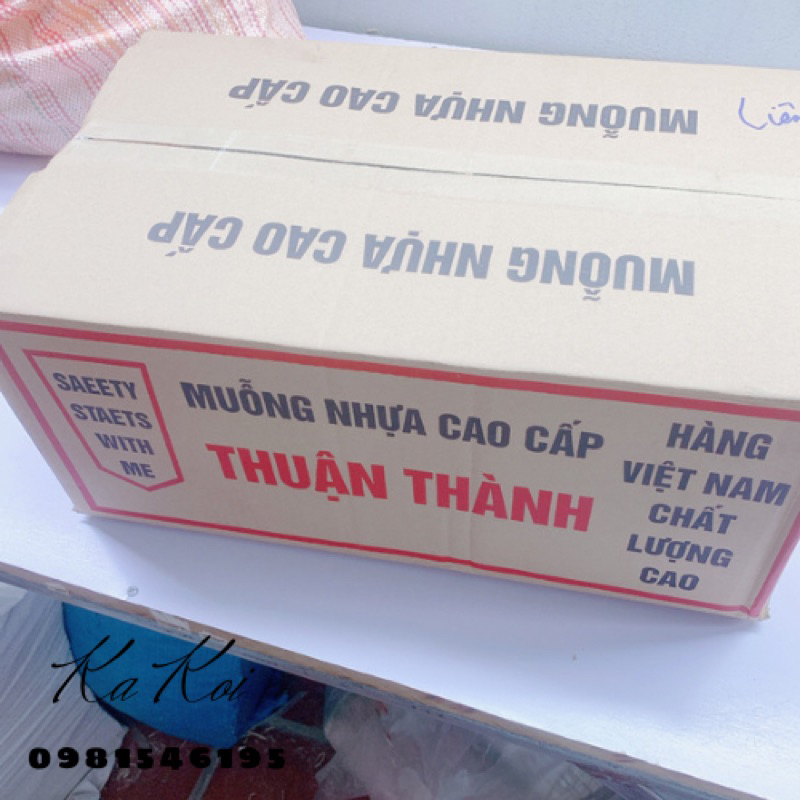 MUỖNG NHỰA CAO CẤP
Liên
MUỖNG NHỰA CAO CẤP
SAEETY
STAETS
WITH
ME
MUỖNG NHỰA CAO CẤP
THUẬN THÀNH
HÀNG
VIỆT NAM
CHẤT
LƯỢNG
CAO
Ka Koi
0981546195